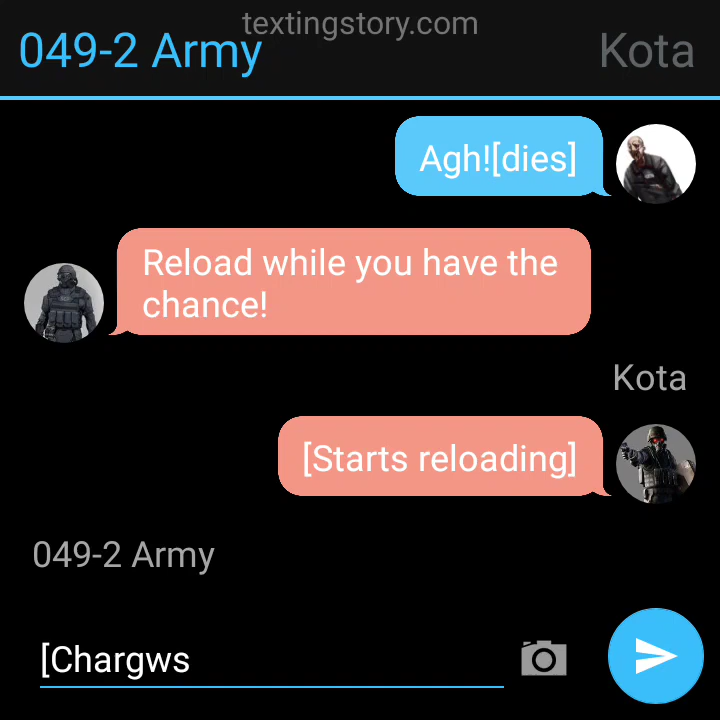 textingstory.com
049-2 Army
Kota
Agh![dies]
Reload while you have the
chance!
Kota
[Starts reloading]
049-2 Army
[Chargws